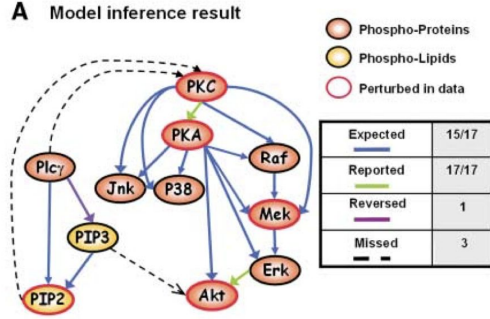 A Model inference result
Phospho-Proteins
Phospho-Lipids
Perturbed in data
PKC
PKA
Plcγ
Jnk
P38
Raf
Mek
PIP3
Erk
PIP2
Akt
Expected 15/17
Reported 17/17
Reversed 1
Missed 3